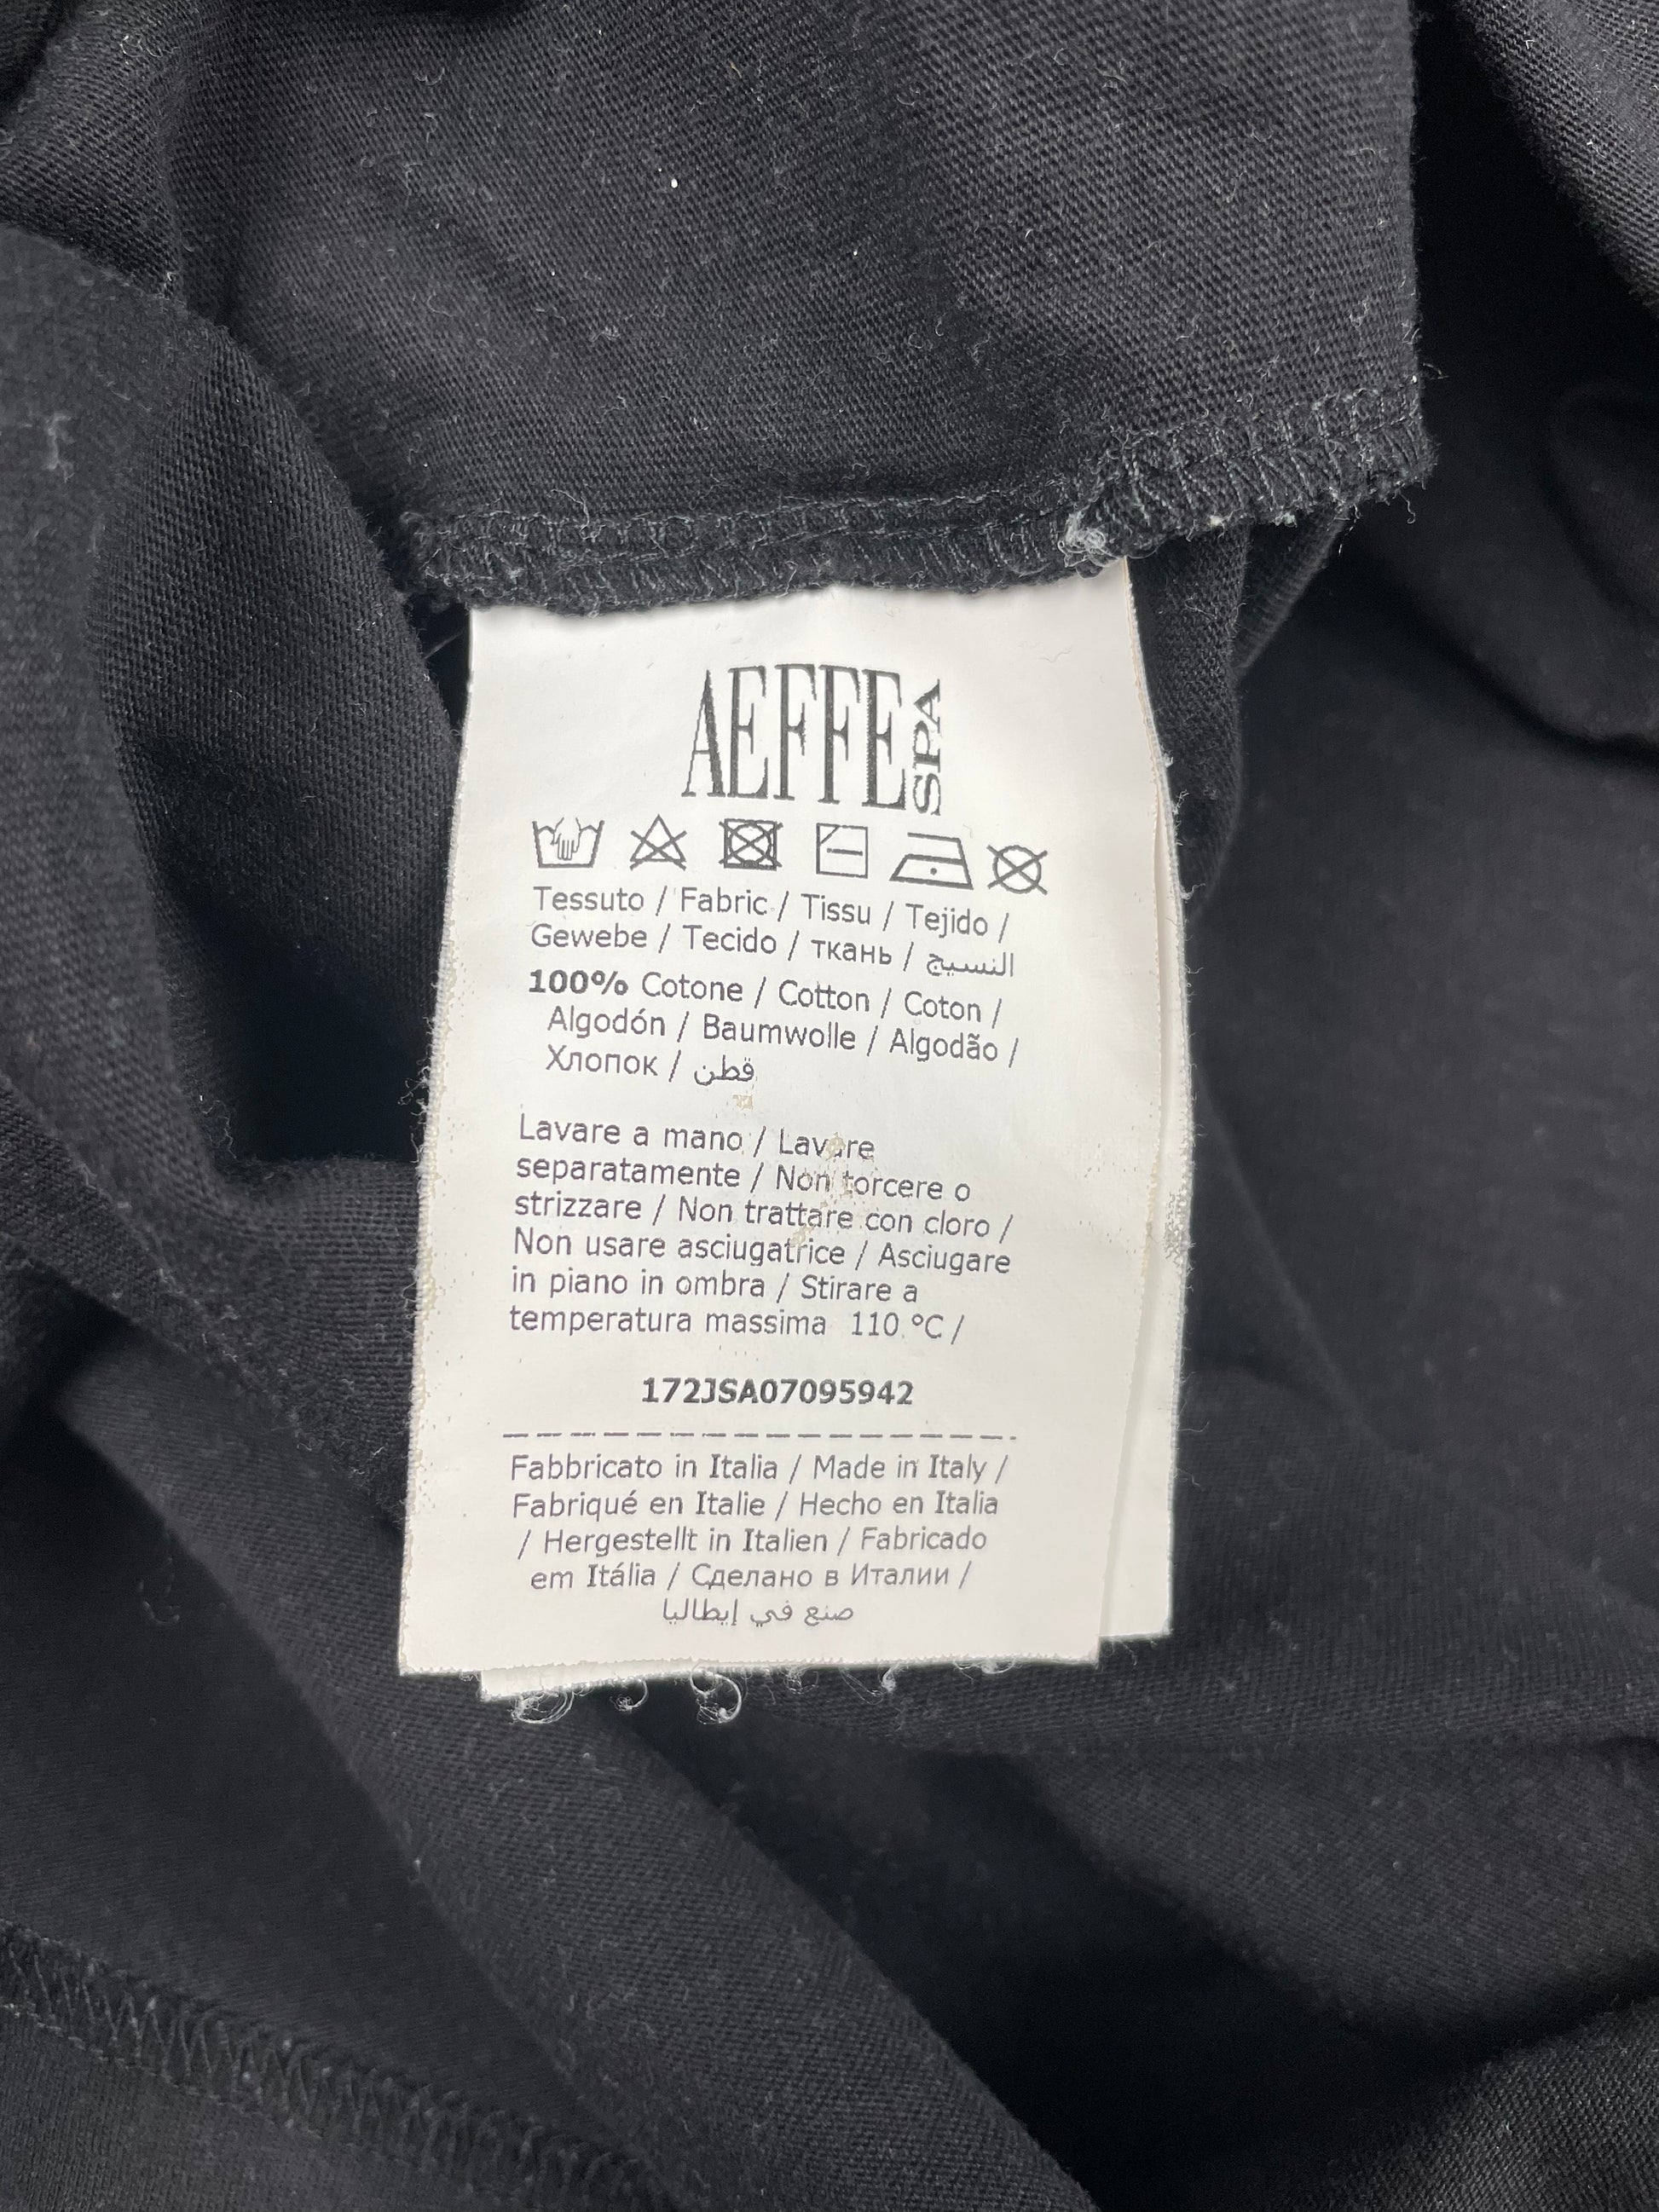 AEFFE SPA
Tessuto / Fabric / Tissu / Tejido /
Gewebe / Tecido / ткань / النسيج
100% Cotone / Cotton / Coton /
Algodón / Baumwolle / Algodão /
Хлопок / قطن
Lavare a mano / Lavare
separatamente / Non torcere o
strizzare / Non trattare con cloro /
Non usare asciugatrice / Asciugare
in piano in ombra / Stirare a
temperatura massima 110 °C /
172JSA07095942
Fabbricato in Italia / Made in Italy /
Fabriqué en Italie / Hecho en Italia
/ Hergestellt in Italien / Fabricado
em Itália / Сделано в Италии /
صنع في إيطاليا